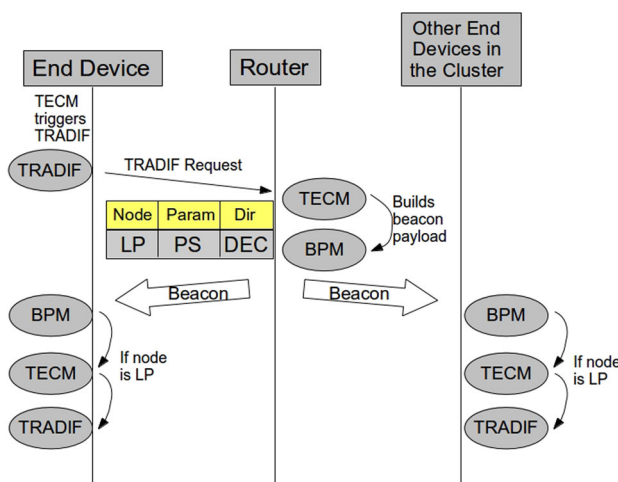 End Device
Router
Other End
Devices in
the Cluster
TECM
triggers
TRADIF
TRADIF
TRADIF Request
TECM
Builds
beacon
payload
Node Param Dir
LP PS DEC
BPM
Beacon
Beacon
BPM
BPM
If node
is LP
If node
is LP
TECM
TECM
TRADIF
TRADIF